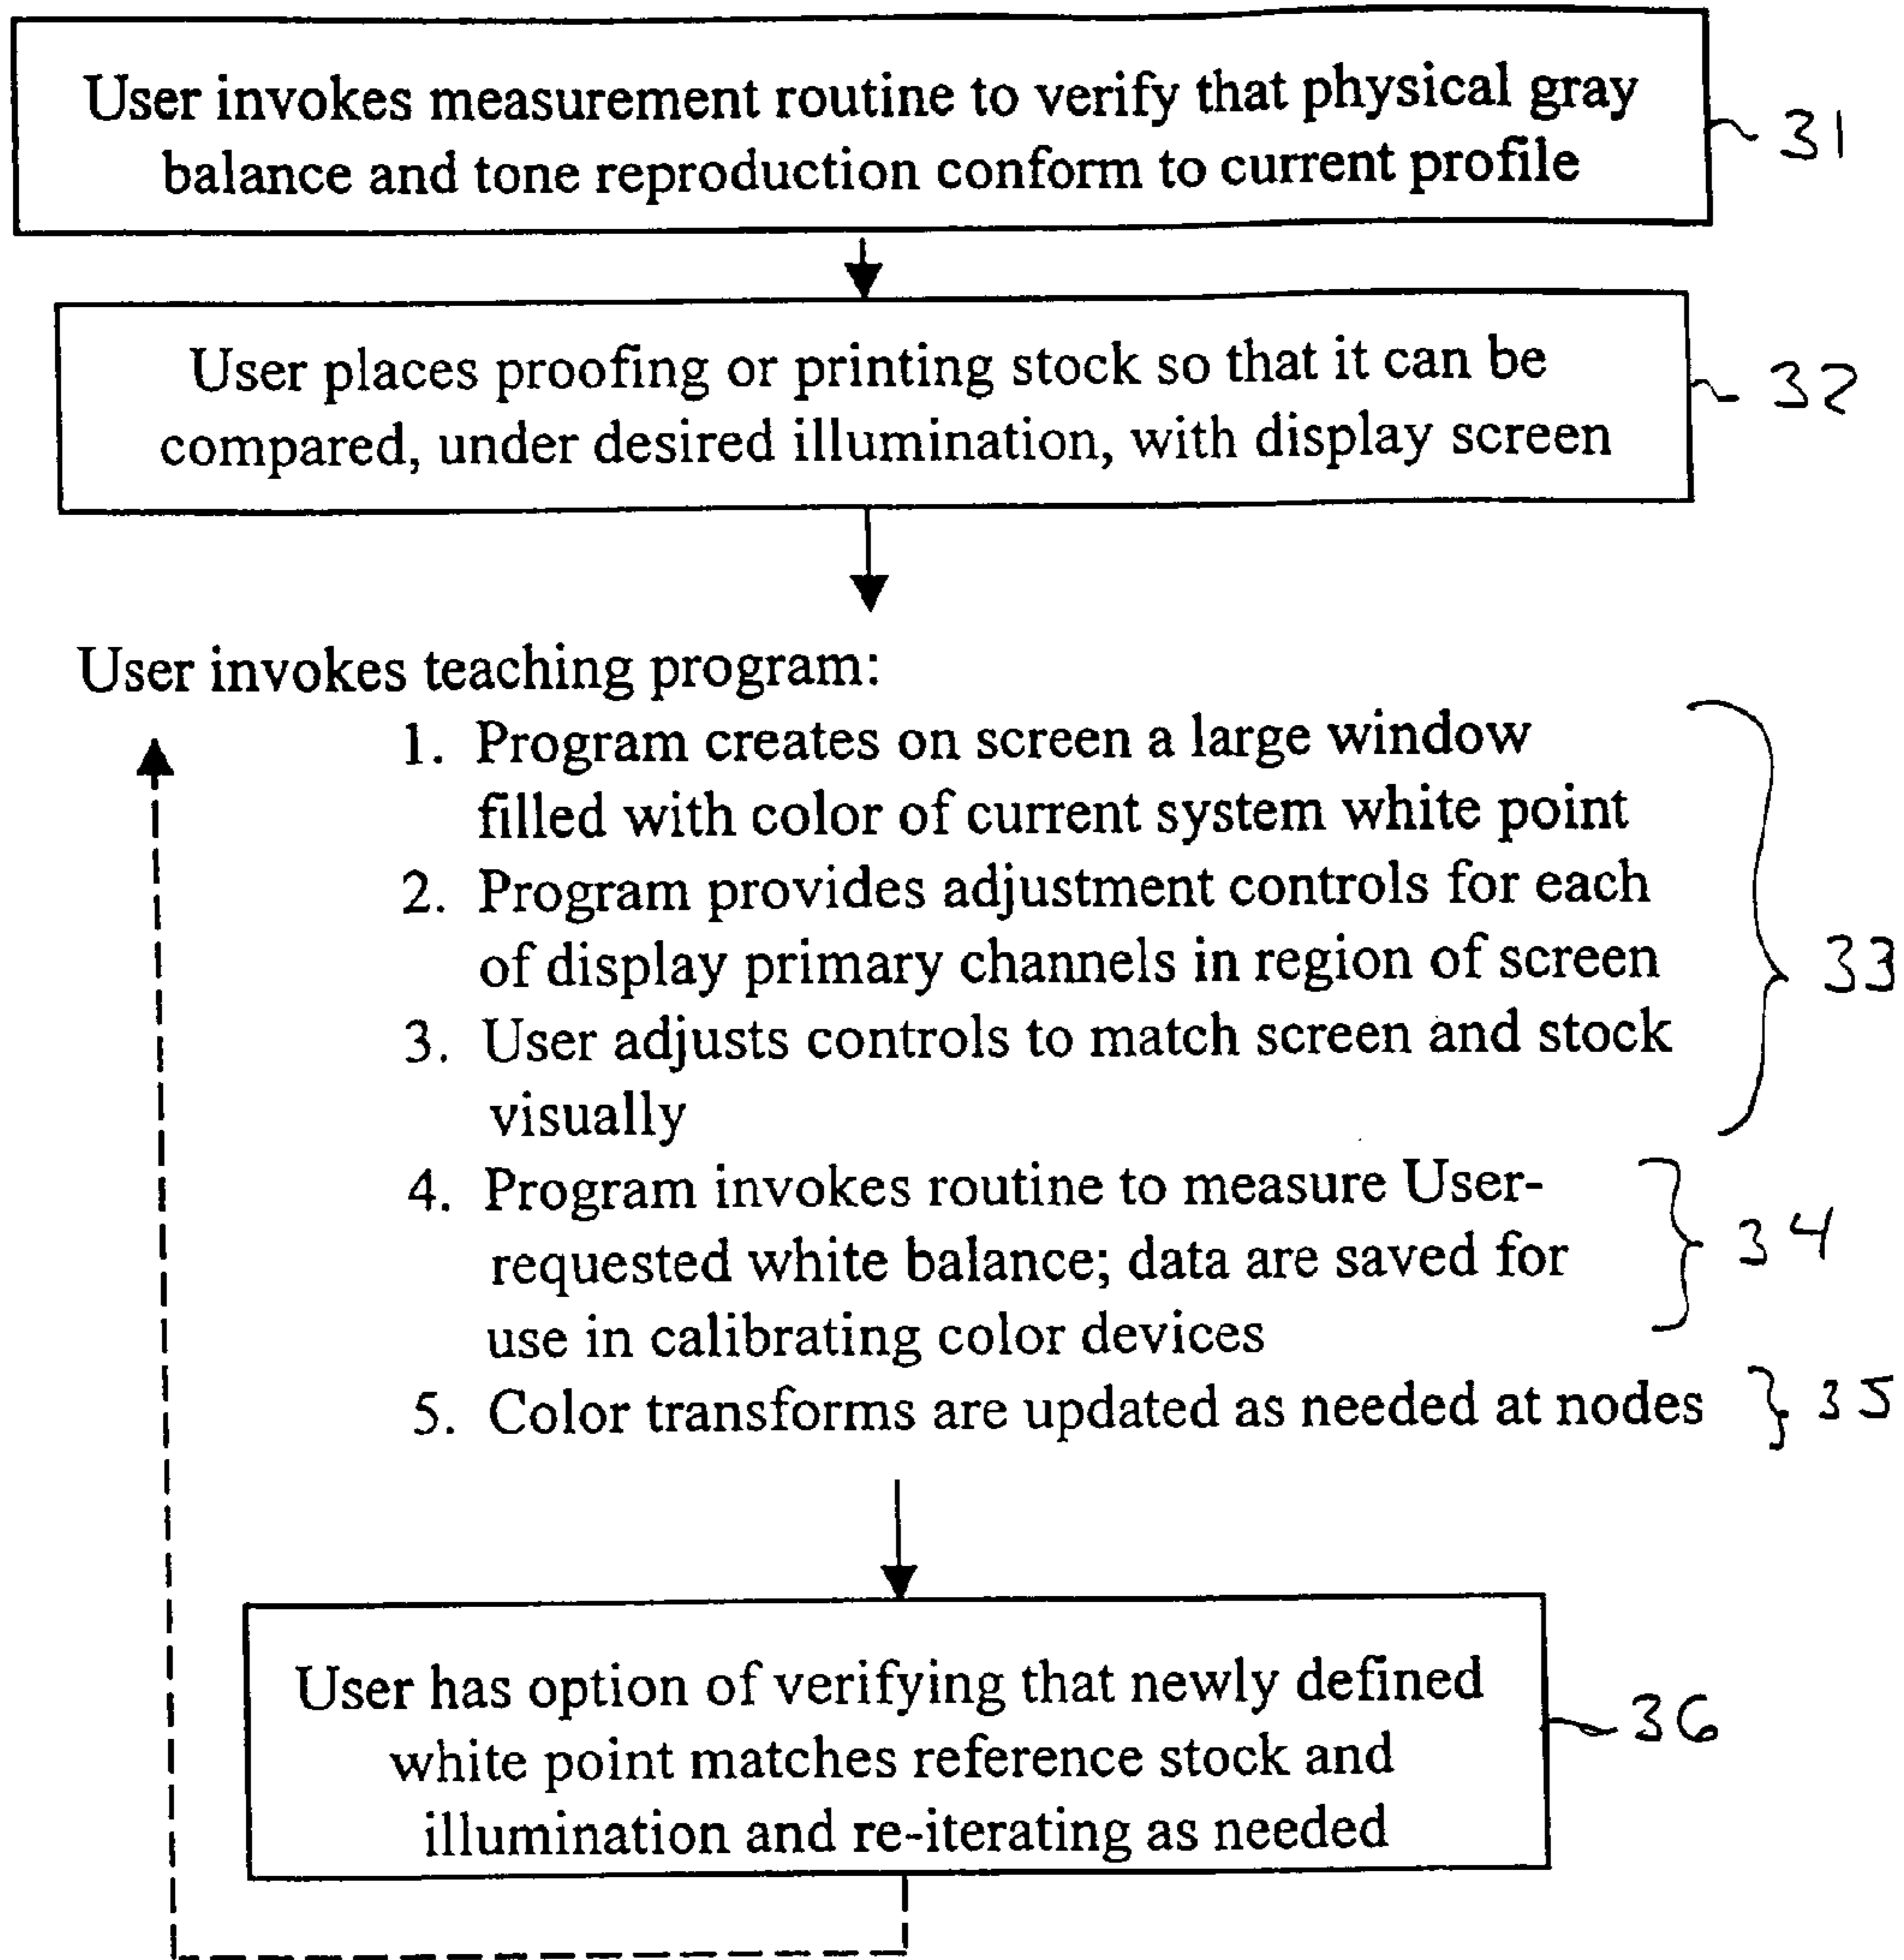 User invokes measurement routine to verify that physical gray
balance and tone reproduction conform to current profile
31
User places proofing or printing stock so that it can be
compared, under desired illumination, with display screen
32
User invokes teaching program:
1. Program creates on screen a large window
filled with color of current system white point
2. Program provides adjustment controls for each
of display primary channels in region of screen
3. User adjusts controls to match screen and stock
visually
33
4. Program invokes routine to measure User-
requested white balance; data are saved for
use in calibrating color devices
34
5. Color transforms are updated as needed at nodes
35
User has option of verifying that newly defined
white point matches reference stock and
illumination and re-iterating as needed
36